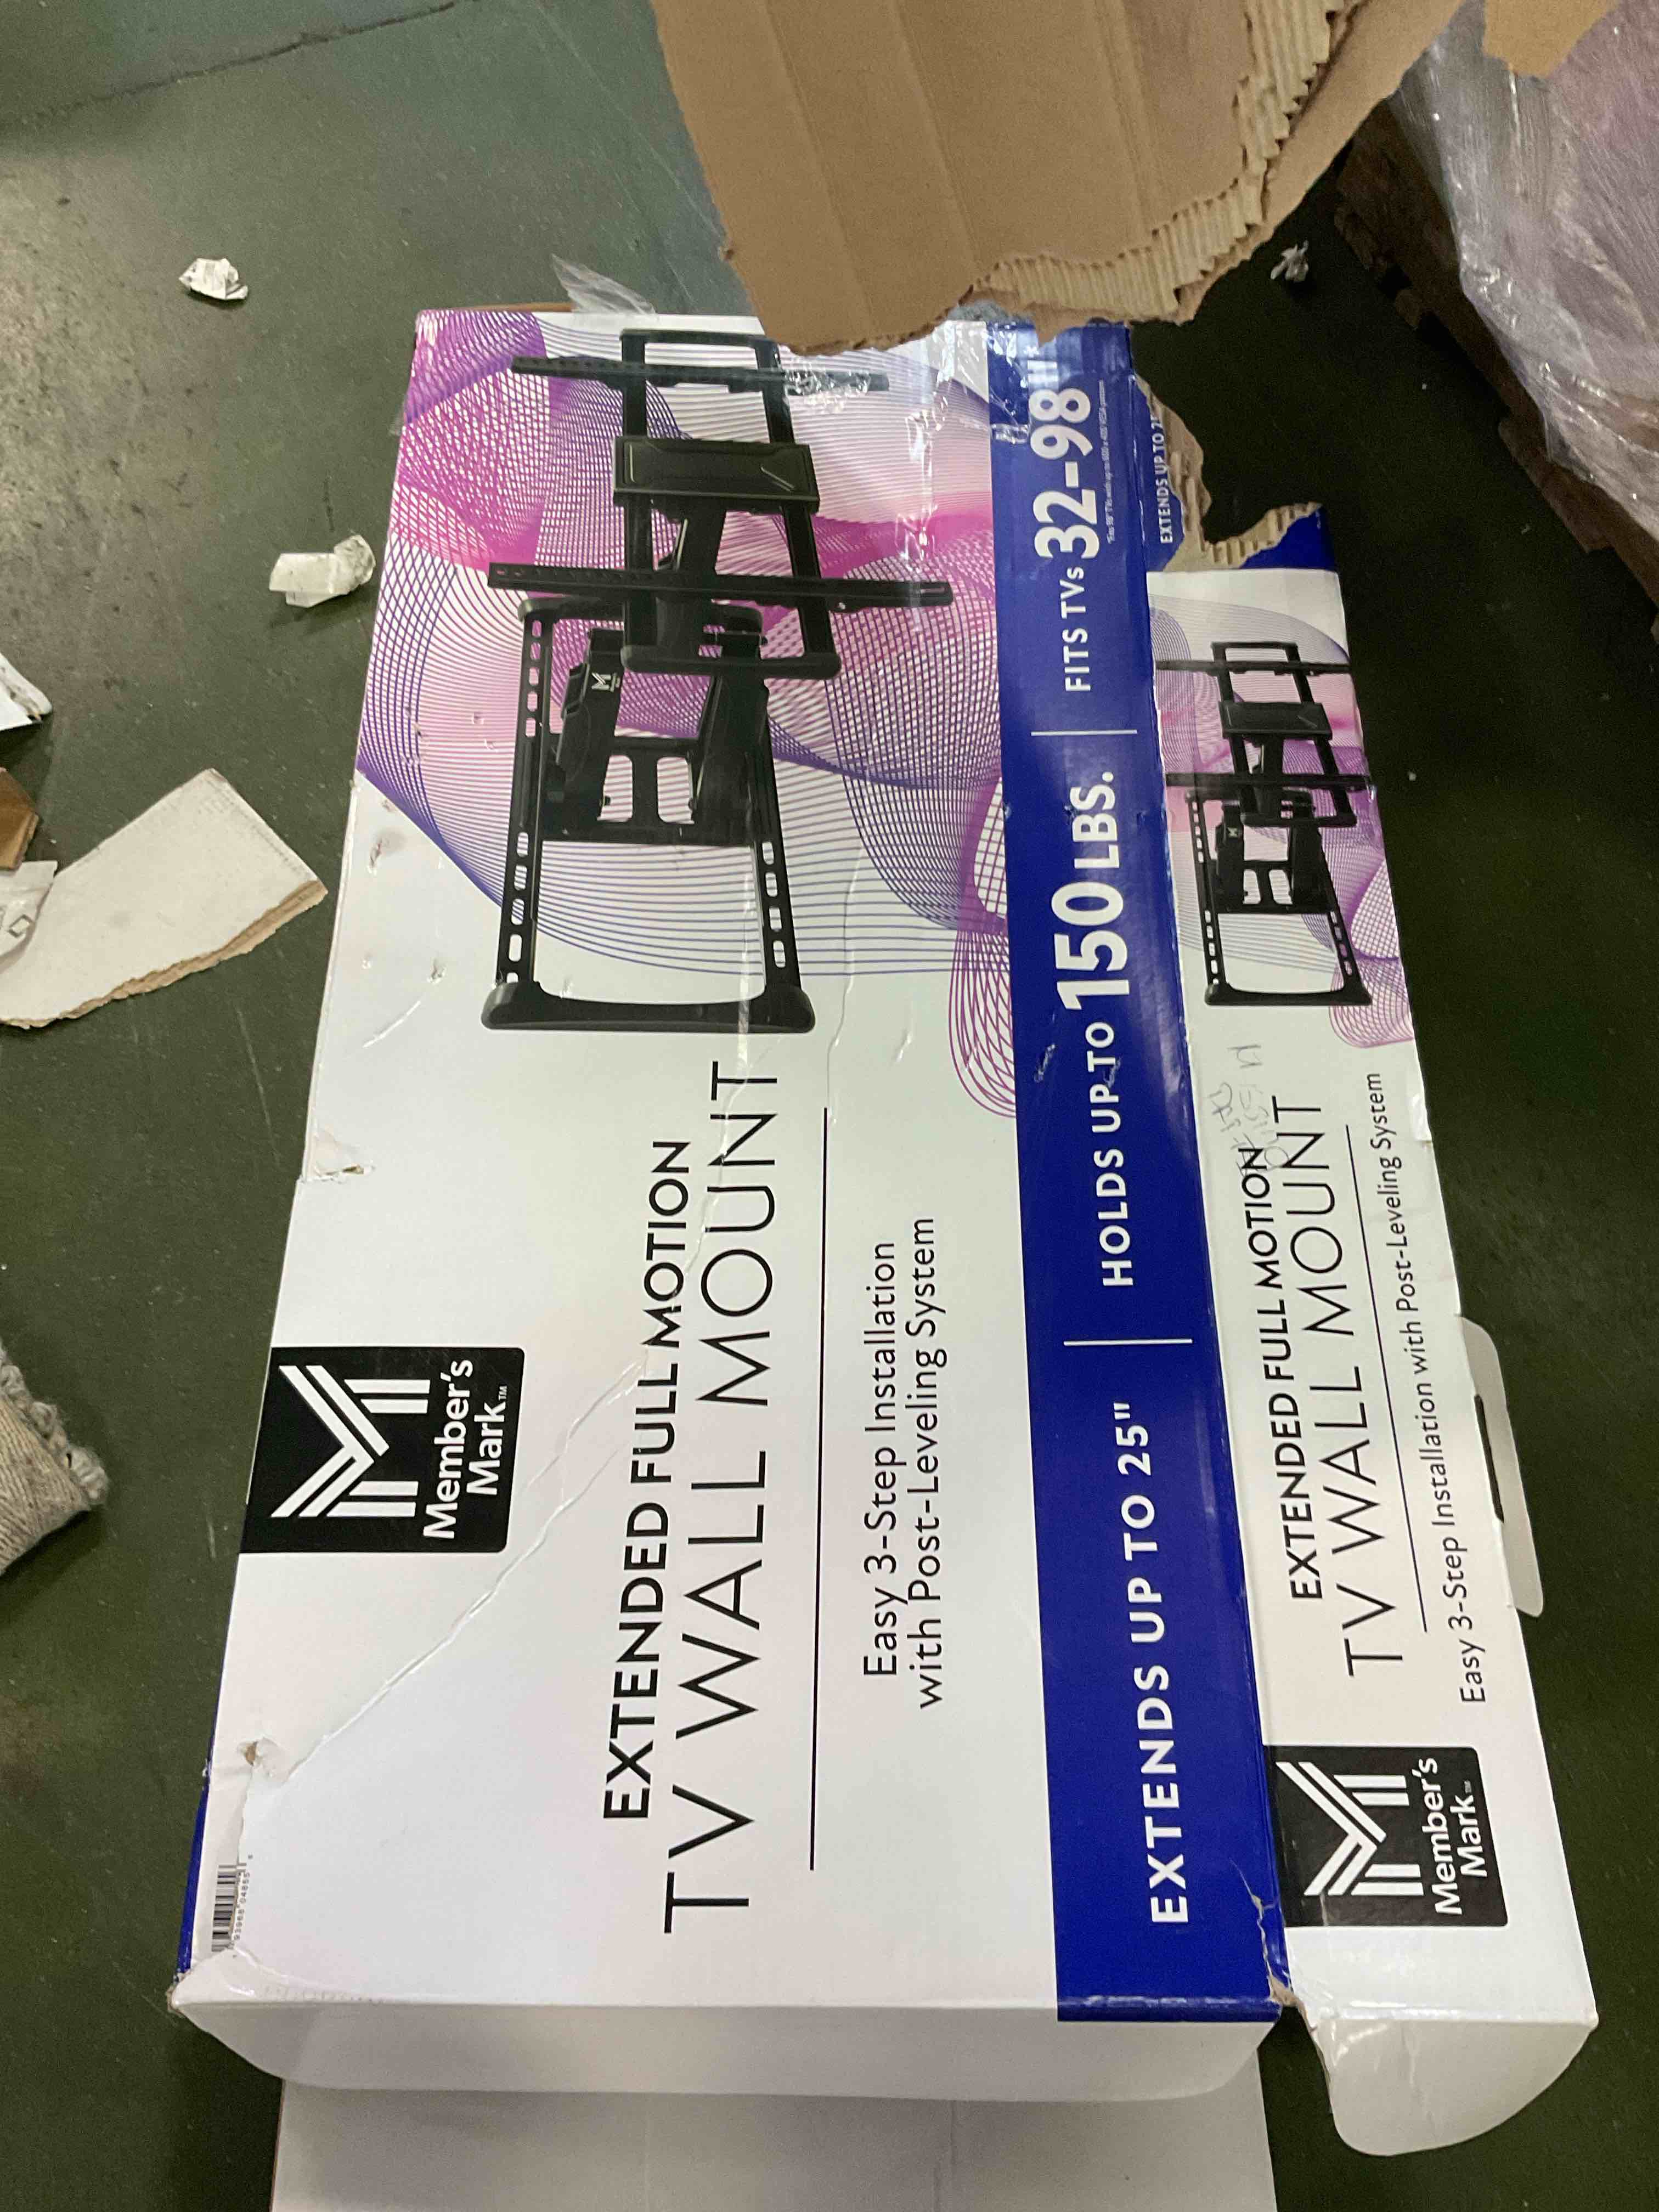 Member's
Mark™
EXTENDED FULL MOTION
TV WALL MOUNT
Easy 3-Step Installation
with Post-Leveling System
EXTENDS UP TO 25" | HOLDS UP TO 150 LBS. | FITS TVs 32-98"*
EXTENDS UP TO
Member's
Mark™
EXTENDED FULL MOTION
TV WALL MOUNT
Easy 3-Step Installation with Post-Leveling System